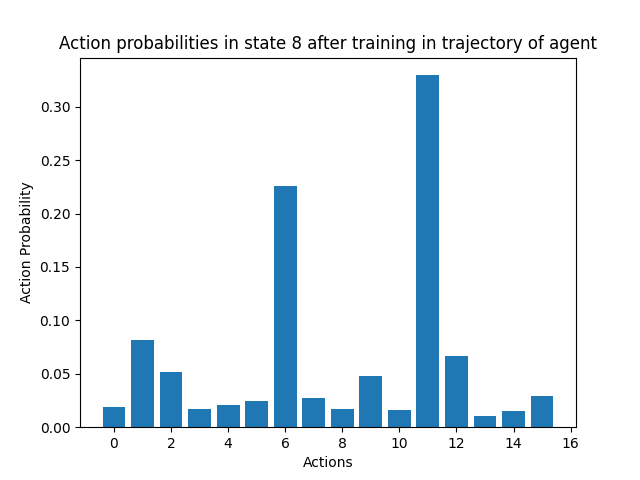 Action probabilities in state 8 after training in trajectory of agent
0.30
0.25
0.20
0.15
0.10
0.05
0.00
Action Probability
0 2 4 6 8 10 12 14 16
Actions